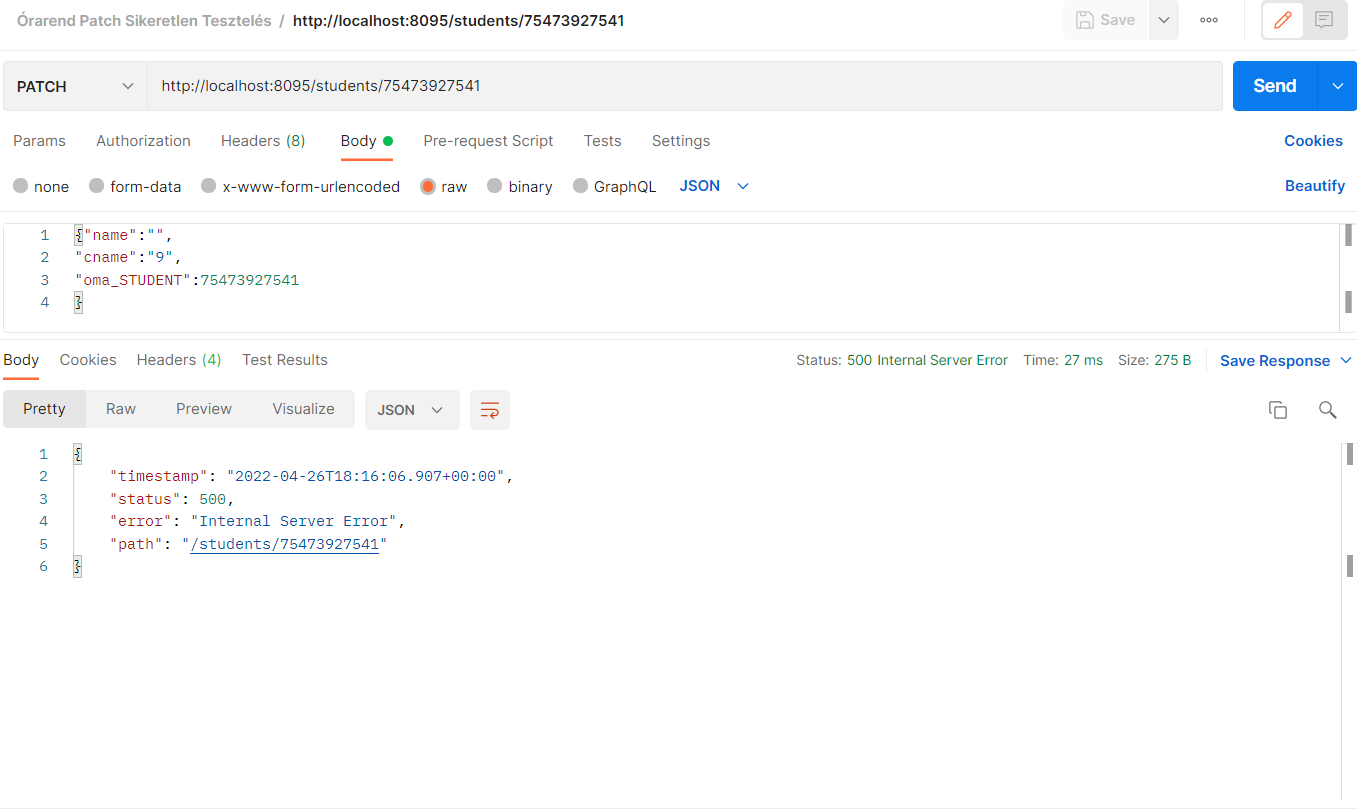 Órarend Patch Sikeretlen Tesztelés / http://localhost:8095/students/75473927541
Save
PATCH
http://localhost:8095/students/75473927541
Send
Params Authorization Headers (8) Body Pre-request Script Tests Settings Cookies
none form-data x-www-form-urlencoded raw binary GraphQL JSON Beautify
1 {"name":"",
2 "cname":"9",
3 "oma_STUDENT":75473927541
4 }
Body Cookies Headers (4) Test Results Status: 500 Internal Server Error Time: 27 ms Size: 275 B Save Response
Pretty Raw Preview Visualize JSON
1 {
2 "timestamp": "2022-04-26T18:16:06.907+00:00",
3 "status": 500,
4 "error": "Internal Server Error",
5 "path": "/students/75473927541"
6 }